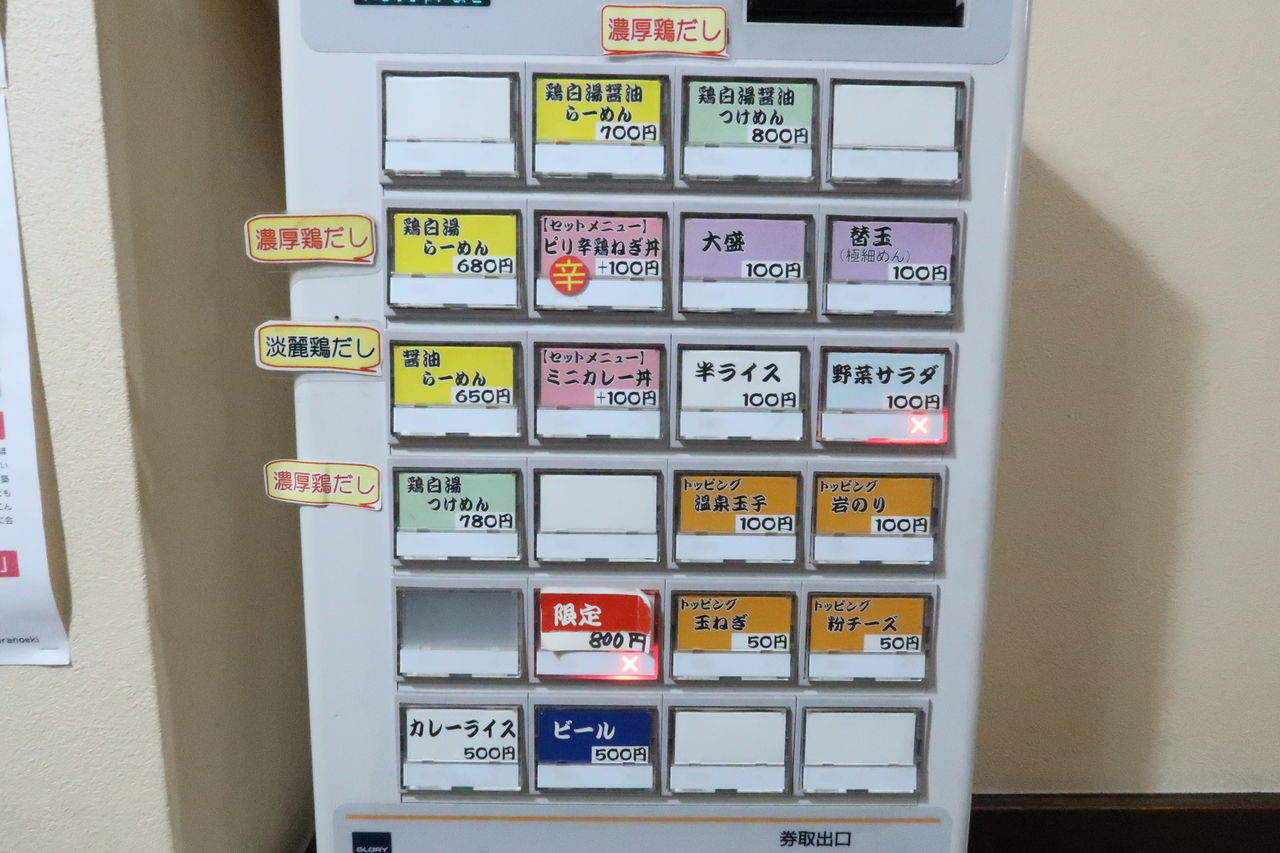 濃厚鶏だし
鶏白湯醤油
らーめん
700円
鶏白湯醤油
つけめん
800円
濃厚鶏だし
鶏白湯
らーめん
680円
【セットメニュー】
ピリ辛鶏ねぎ丼
辛
+100円
大盛
100円
替玉
(極細めん)
100円
淡麗鶏だし
醤油
らーめん
650円
【セットメニュー】
ミニカレー丼
+100円
半ライス
100円
野菜サラダ
100円
×
濃厚鶏だし
鶏白湯
つけめん
780円
トッピング
温泉玉子
100円
トッピング
岩のり
100円
限定
800円
×
トッピング
玉ねぎ
50円
トッピング
粉チーズ
50円
カレーライス
500円
ビール
500円
GLORY
券取出口